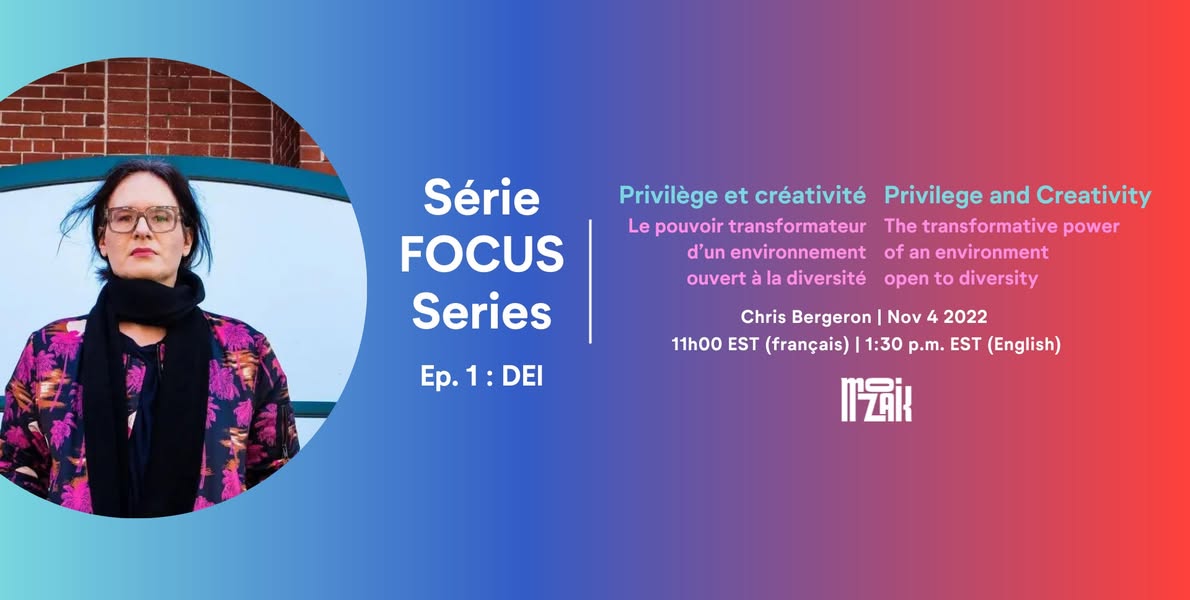 Série
FOCUS
Series
Ep. 1 : DEI
Privilège et créativité
Le pouvoir transformateur
d’un environnement
ouvert à la diversité
Privilege and Creativity
The transformative power
of an environment
open to diversity
Chris Bergeron | Nov 4 2022
11h00 EST (français) | 1:30 p.m. EST (English)
MOZAIK